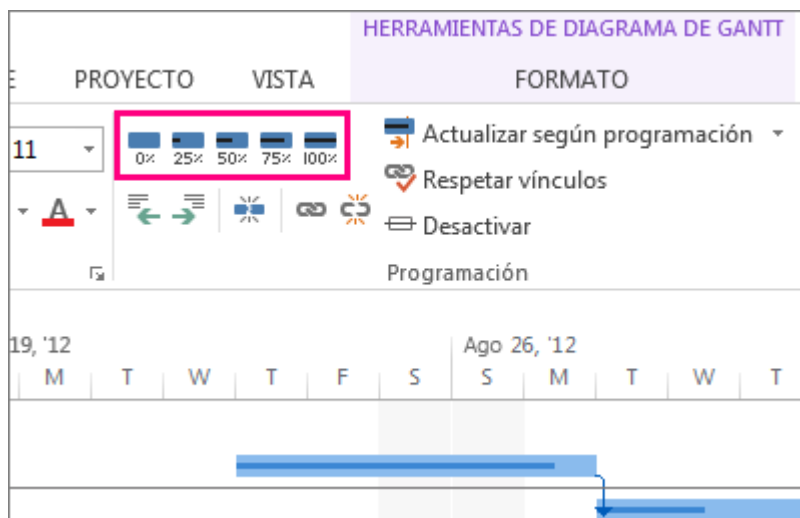 HERRAMIENTAS DE DIAGRAMA DE GANTT
E PROYECTO VISTA FORMATO
11 0% 25% 50% 75% 100% Actualizar según programación
Respetar vínculos
A Desactivar
Programación
19, '12 Ago 26, '12
M T W T F S S M T W T